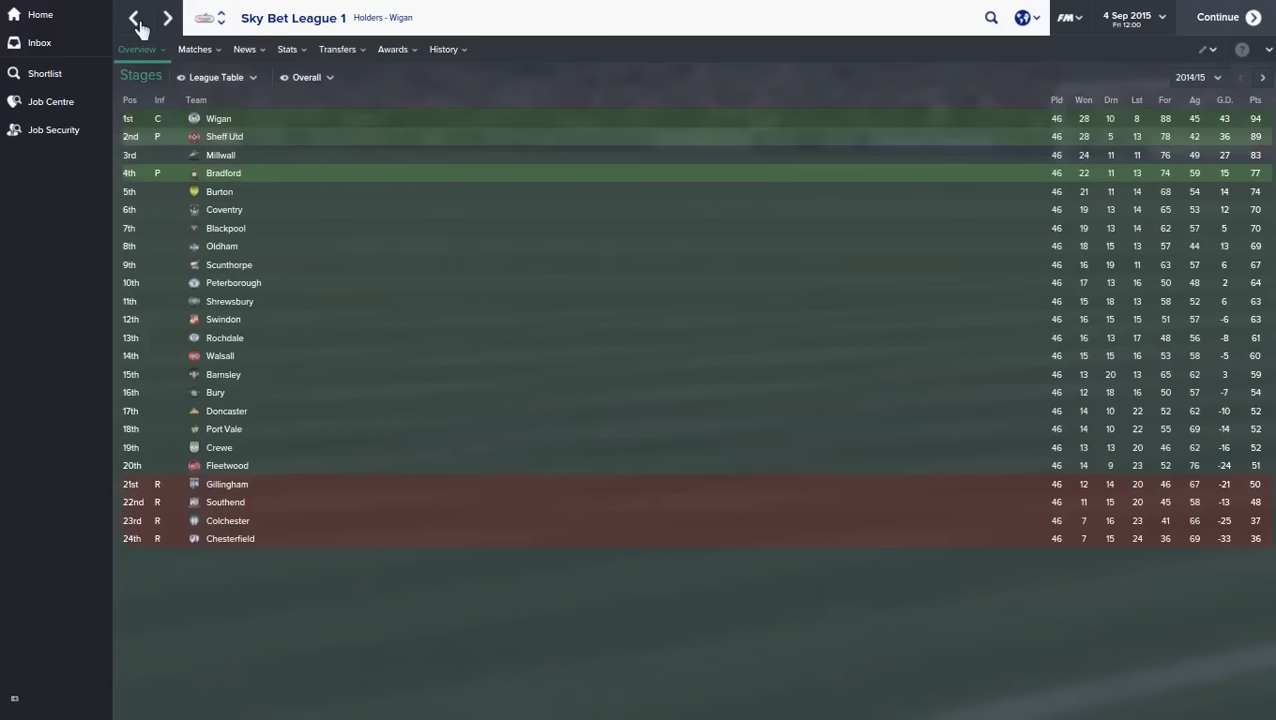 Home
Inbox
Shortlist
Job Centre
Job Security
Sky Bet League 1 Holders - Wigan
FM
4 Sep 2015
Fri 12:00
Continue
Overview Matches News Stats Transfers Awards History
?
Stages League Table Overall 2014/15
Pos Inf Team Pld Won Drn Lst For Ag G.D. Pts
1st C Wigan 46 28 10 8 88 45 43 94
2nd P Sheff Utd 46 28 5 13 78 42 36 89
3rd Millwall 46 24 11 11 76 49 27 83
4th P Bradford 46 22 11 13 74 59 15 77
5th Burton 46 21 11 14 68 54 14 74
6th Coventry 46 19 13 14 65 53 12 70
7th Blackpool 46 19 13 14 62 57 5 70
8th Oldham 46 18 15 13 57 44 13 69
9th Scunthorpe 46 16 19 11 63 57 6 67
10th Peterborough 46 17 13 16 50 48 2 64
11th Shrewsbury 46 15 18 13 58 52 6 63
12th Swindon 46 16 15 15 51 57 -6 63
13th Rochdale 46 16 13 17 48 56 -8 61
14th Walsall 46 15 15 16 53 58 -5 60
15th Barnsley 46 13 20 13 65 62 3 59
16th Bury 46 12 18 16 50 57 -7 54
17th Doncaster 46 14 10 22 52 62 -10 52
18th Port Vale 46 14 10 22 55 69 -14 52
19th Crewe 46 13 13 20 46 62 -16 52
20th Fleetwood 46 14 9 23 52 76 -24 51
21st R Gillingham 46 12 14 20 46 67 -21 50
22nd R Southend 46 11 15 20 45 58 -13 48
23rd R Colchester 46 7 16 23 41 66 -25 37
24th R Chesterfield 46 7 15 24 36 69 -33 36